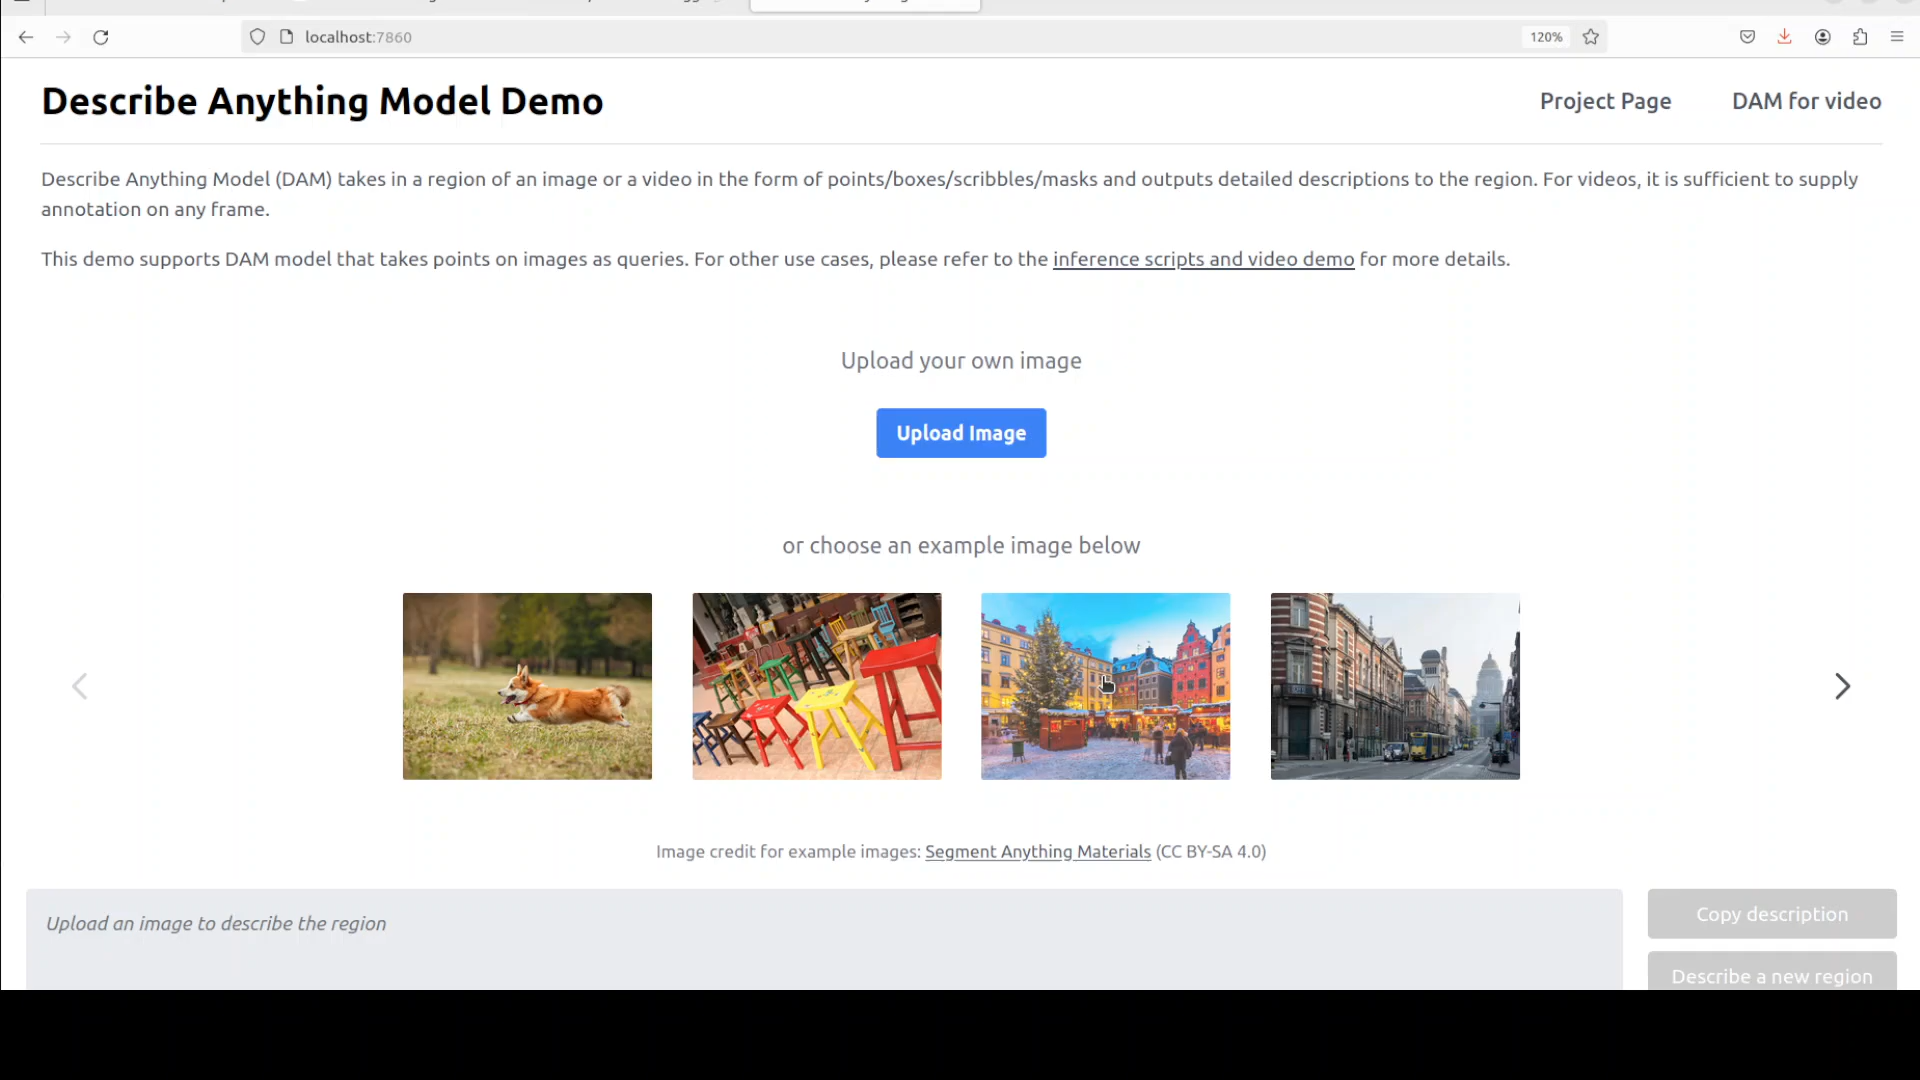 localhost:7860
120%
Describe Anything Model Demo
Project Page
DAM for video
Describe Anything Model (DAM) takes in a region of an image or a video in the form of points/boxes/scribbles/masks and outputs detailed descriptions to the region. For videos, it is sufficient to supply
annotation on any frame.
This demo supports DAM model that takes points on images as queries. For other use cases, please refer to the inference scripts and video demo for more details.
Upload your own image
Upload Image
or choose an example image below
Image credit for example images: Segment Anything Materials (CC BY-SA 4.0)
Upload an image to describe the region
Copy description
Describe a new region